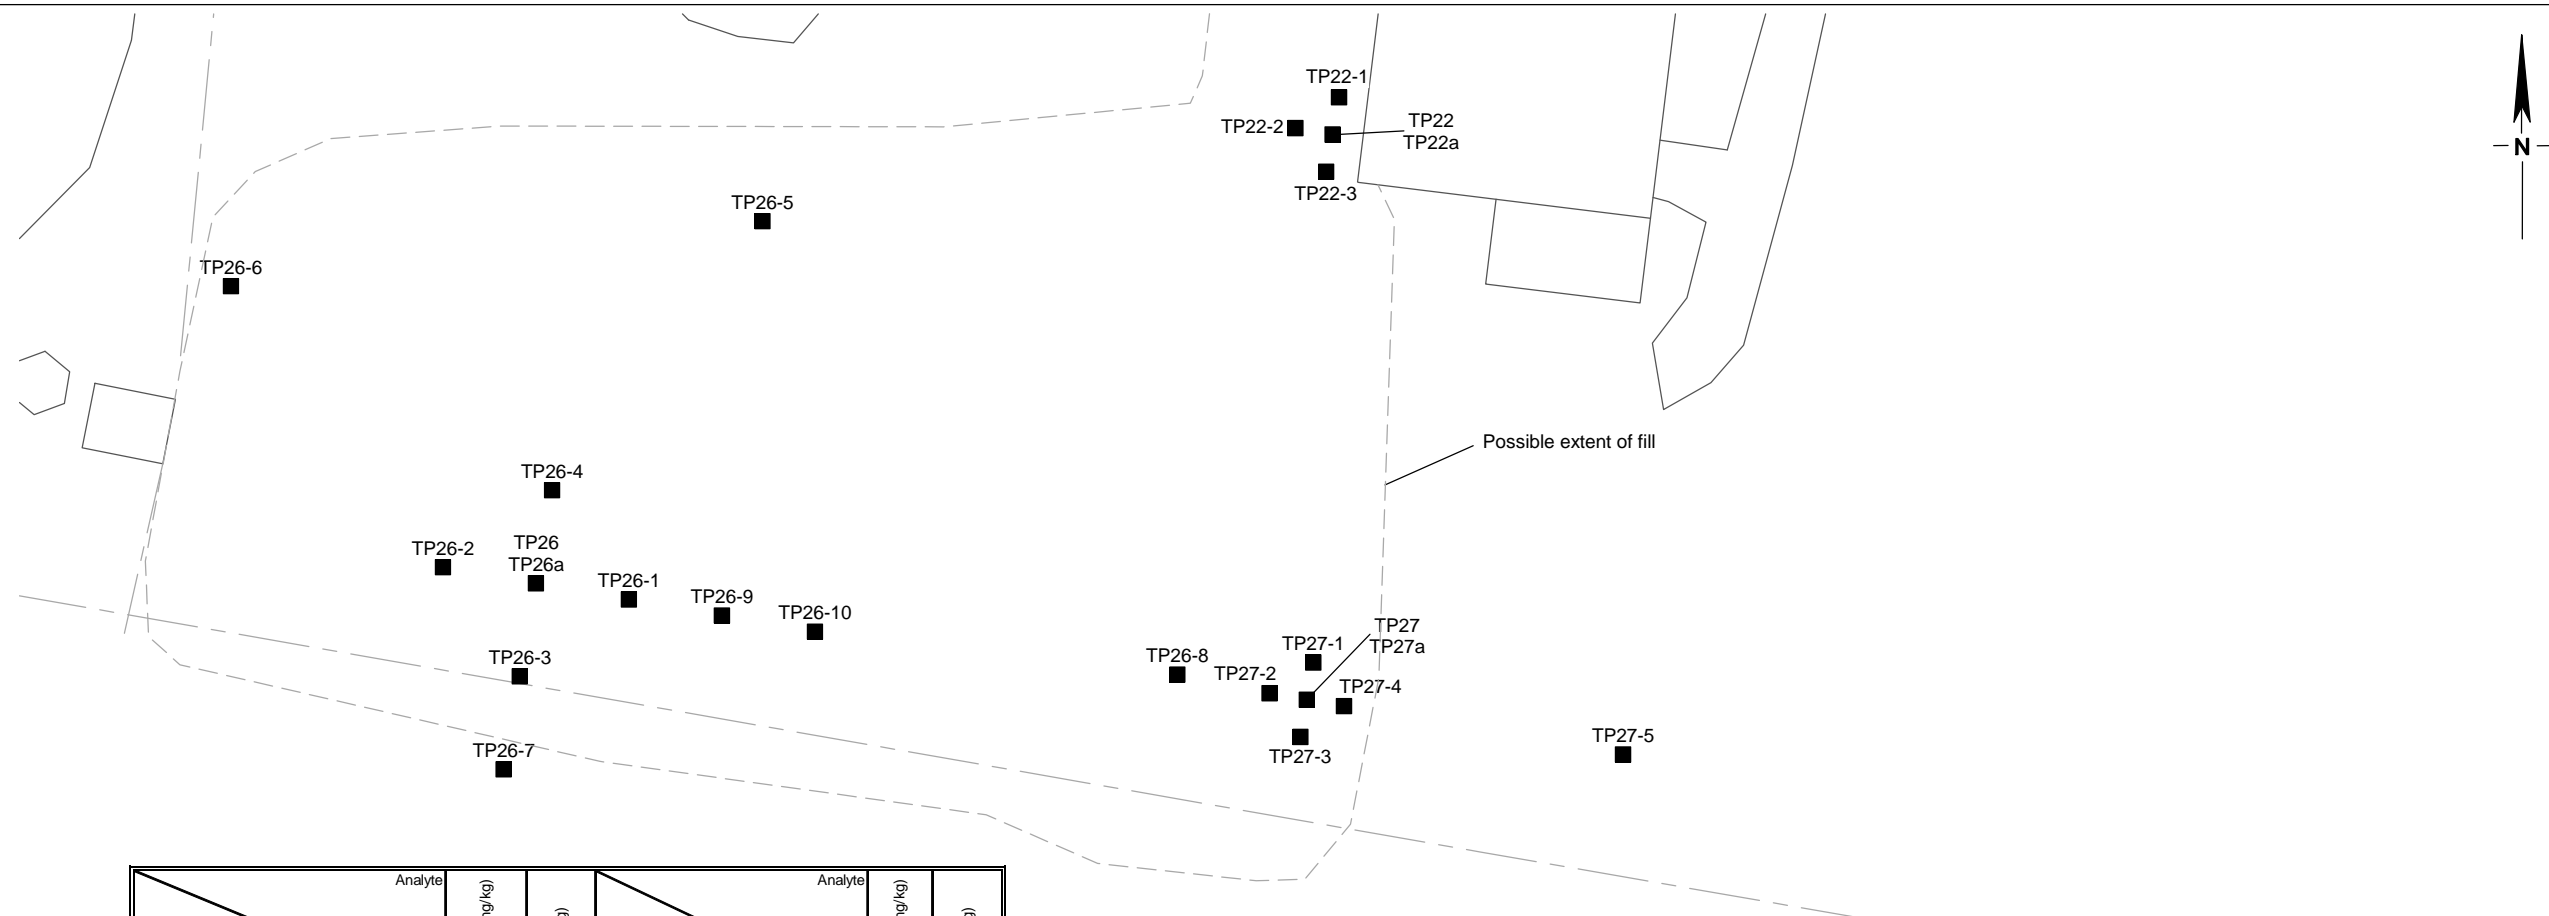 TP22-1
TP22-2
TP22
TP22a
TP22-3
N
TP26-5
TP26-6
Possible extent of fill
TP26-4
TP26-2
TP26
TP26a
TP26-1
TP26-9
TP26-10
TP26-3
TP26-7
TP26-8
TP27-1
TP27
TP27a
TP27-2
TP27-4
TP27-3
TP27-5
Analyte
Analyte